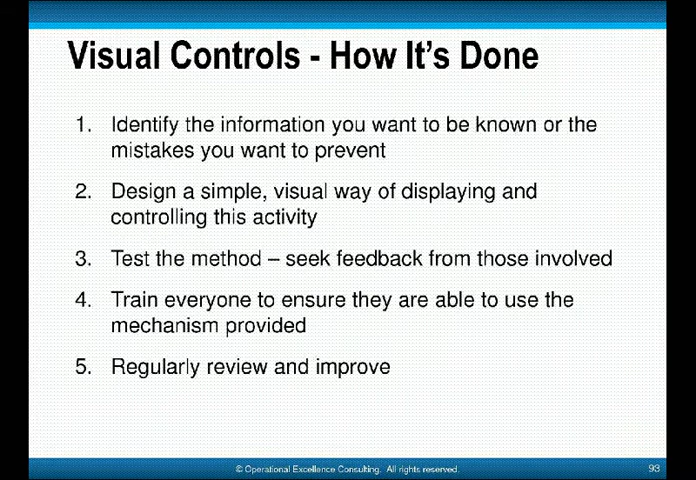 Visual Controls - How It's Done
1. Identify the information you want to be known or the
mistakes you want to prevent
2. Design a simple, visual way of displaying and
controlling this activity
3. Test the method – seek feedback from those involved
4. Train everyone to ensure they are able to use the
mechanism provided
5. Regularly review and improve
© Operational Excellence Consulting. All rights reserved.
93